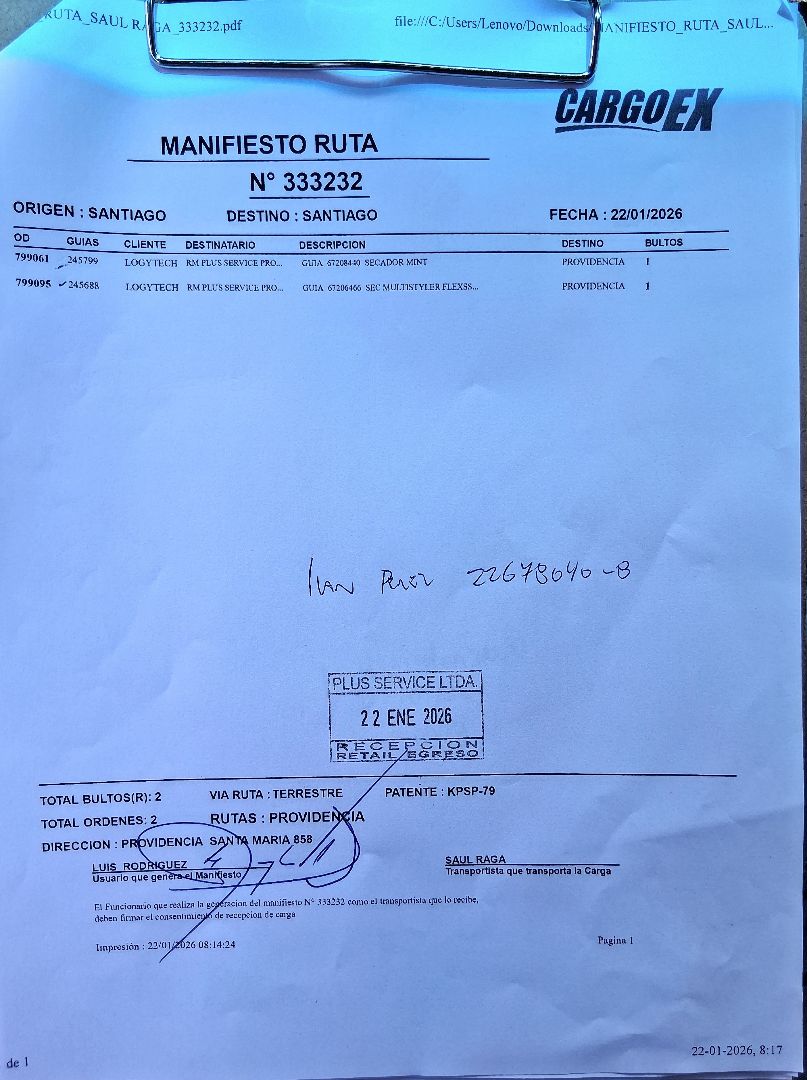 RUTA_SAUL RAGA_333232.pdf file:///C:/Users/Lenovo/Downloads/MANIFIESTO_RUTA_SAUL...
CARGOEX
MANIFIESTO RUTA
N° 333232
ORIGEN : SANTIAGO DESTINO : SANTIAGO FECHA : 22/01/2026
OD GUIAS CLIENTE DESTINATARIO DESCRIPCION DESTINO BULTOS
799061 245799 LOGYTECH RM PLUS SERVICE PRO... GUIA 67208440 SECADOR MINT PROVIDENCIA 1
799095 245688 LOGYTECH RM PLUS SERVICE PRO... GUIA 67206466 SEC MULTISTYLER FLEXSS... PROVIDENCIA 1
22678040-8
PLUS SERVICE LTDA.
22 ENE 2026
RECEPCION
RETAIL/EGRESO
TOTAL BULTOS(R): 2 VIA RUTA : TERRESTRE PATENTE : KPSP-79
TOTAL ORDENES: 2 RUTAS : PROVIDENCIA
DIRECCION : PROVIDENCIA SANTA MARIA 858
LUIS RODRIGUEZ SAUL RAGA
Usuario que genera el Manifiesto Transportista que transporta la Carga
El Funcionario que realiza la generacion del manifiesto N° 333232 como el transportista que lo recibe,
deben firmar el consentimiento de recepcion de carga
Impresión : 22/01/2026 08:14:24 Pagina 1
de 1 22-01-2026, 8:17